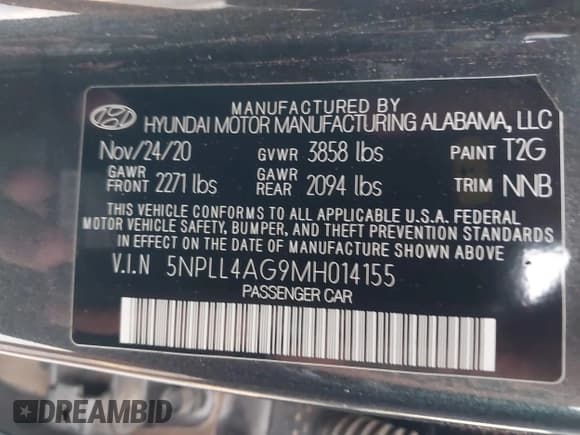 MANUFACTURED BY
HYUNDAI MOTOR MANUFACTURING ALABAMA, LLC
Nov/24/20 GVWR 3858 lbs PAINT T2G
GAWR FRONT 2271 lbs GAWR REAR 2094 lbs TRIM NNB
THIS VEHICLE CONFORMS TO ALL APPLICABLE U.S.A. FEDERAL
MOTOR VEHICLE SAFETY, BUMPER, AND THEFT PREVENTION STANDARDS
IN EFFECT ON THE DATE OF MANUFACTURE SHOWN ABOVE.
V.I.N 5NPLL4AG9MH014155
PASSENGER CAR
DREAMBID